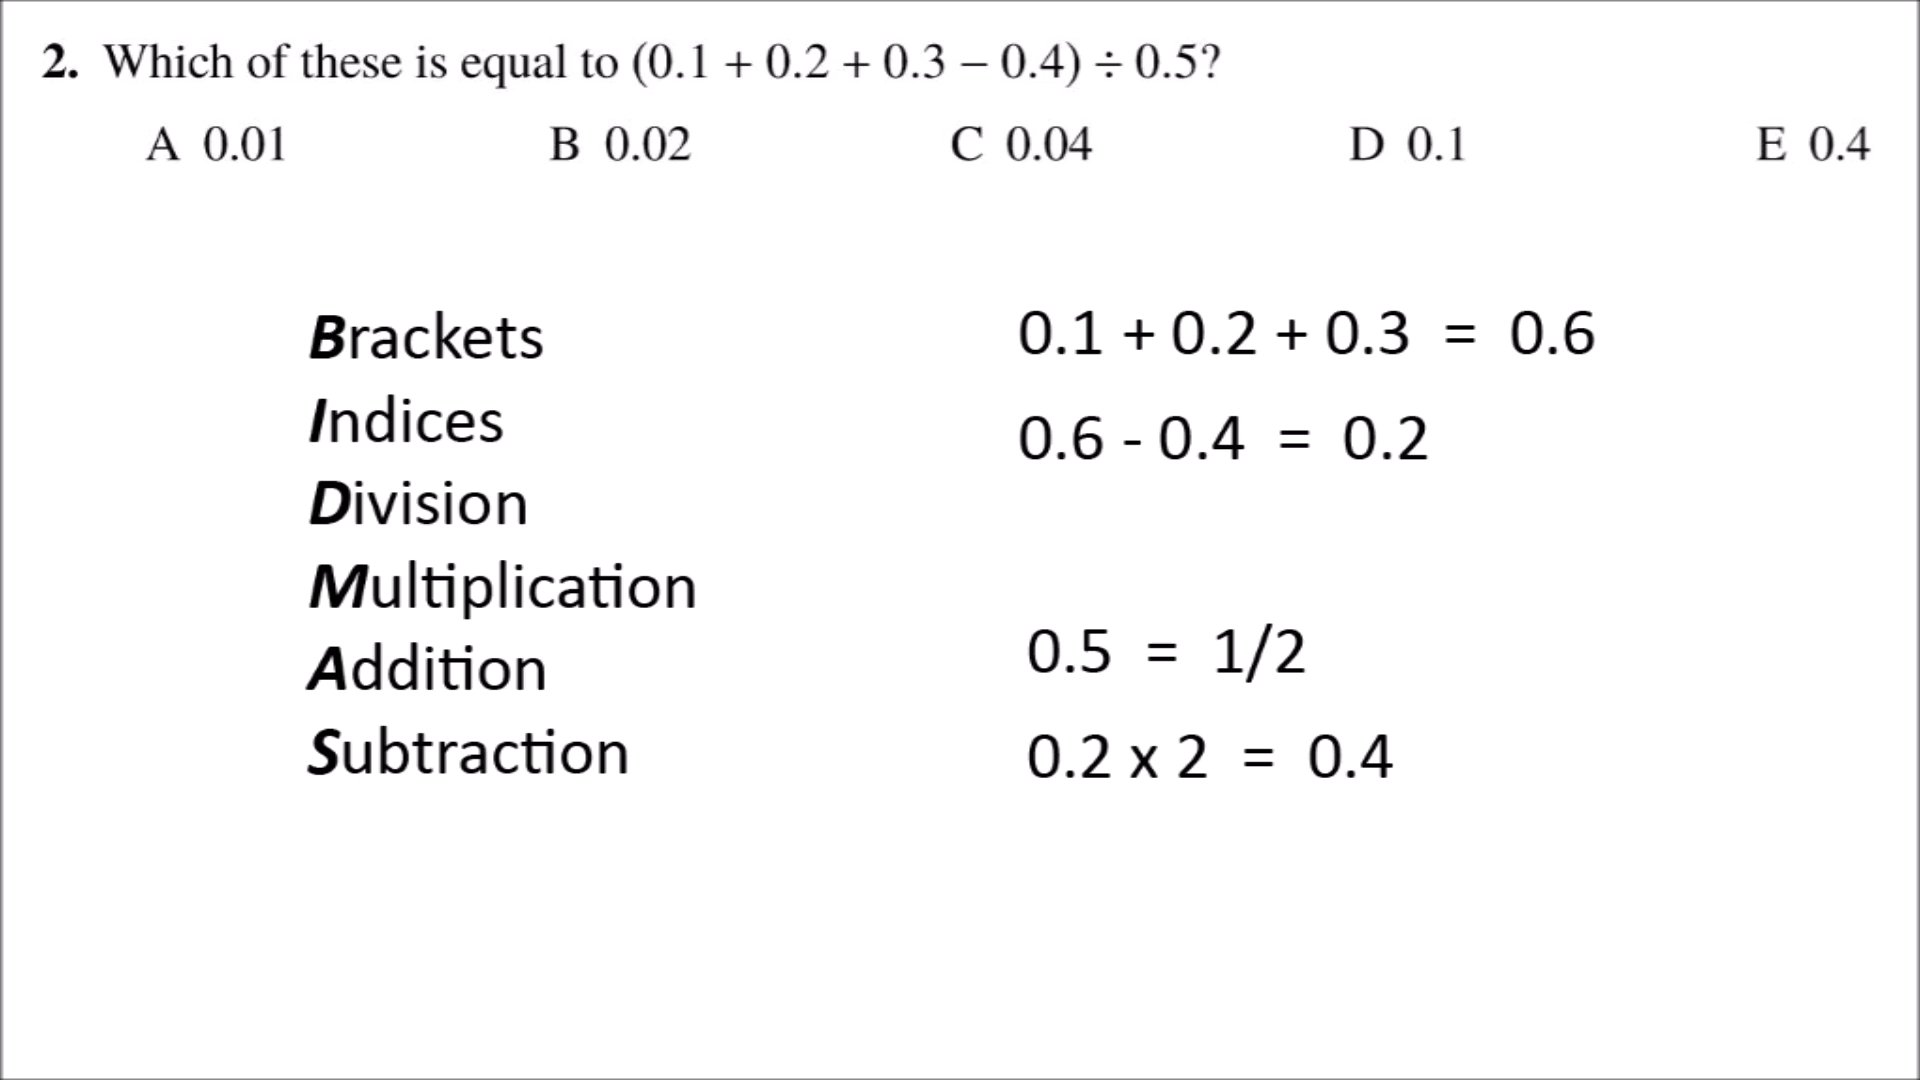 2. Which of these is equal to (0.1 + 0.2 + 0.3 − 0.4) ÷ 0.5?
A 0.01 B 0.02 C 0.04 D 0.1 E 0.4
Brackets
Indices
Division
Multiplication
Addition
Subtraction
0.1 + 0.2 + 0.3 = 0.6
0.6 - 0.4 = 0.2
0.5 = 1/2
0.2 x 2 = 0.4